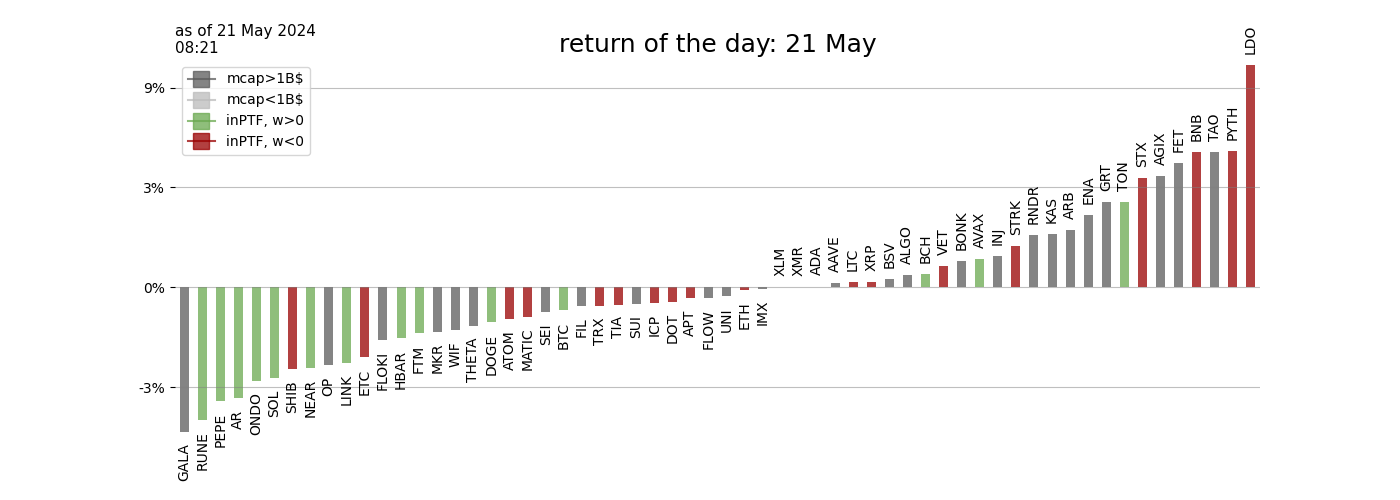 as of 21 May 2024
08:21
return of the day: 21 May
mcap>1B$
mcap<1B$
inPTF, w>0
inPTF, w<0
9%
3%
0%
-3%
GALA
RUNE
PEPE
AR
ONDO
SOL
SHIB
NEAR
OP
LINK
ETC
FLOKI
HBAR
FTM
MKR
WIF
THETA
DOGE
ATOM
MATIC
SEI
BTC
FIL
TRX
TIA
SUI
ICP
DOT
APT
FLOW
UNI
ETH
IMX
XLM
XMR
ADA
AAVE
LTC
XRP
BSV
ALGO
BCH
VET
BONK
AVAX
INJ
STRK
RNDR
KAS
ARB
ENA
GRT
TON
STX
AGIX
FET
BNB
TAO
PYTH
LDO